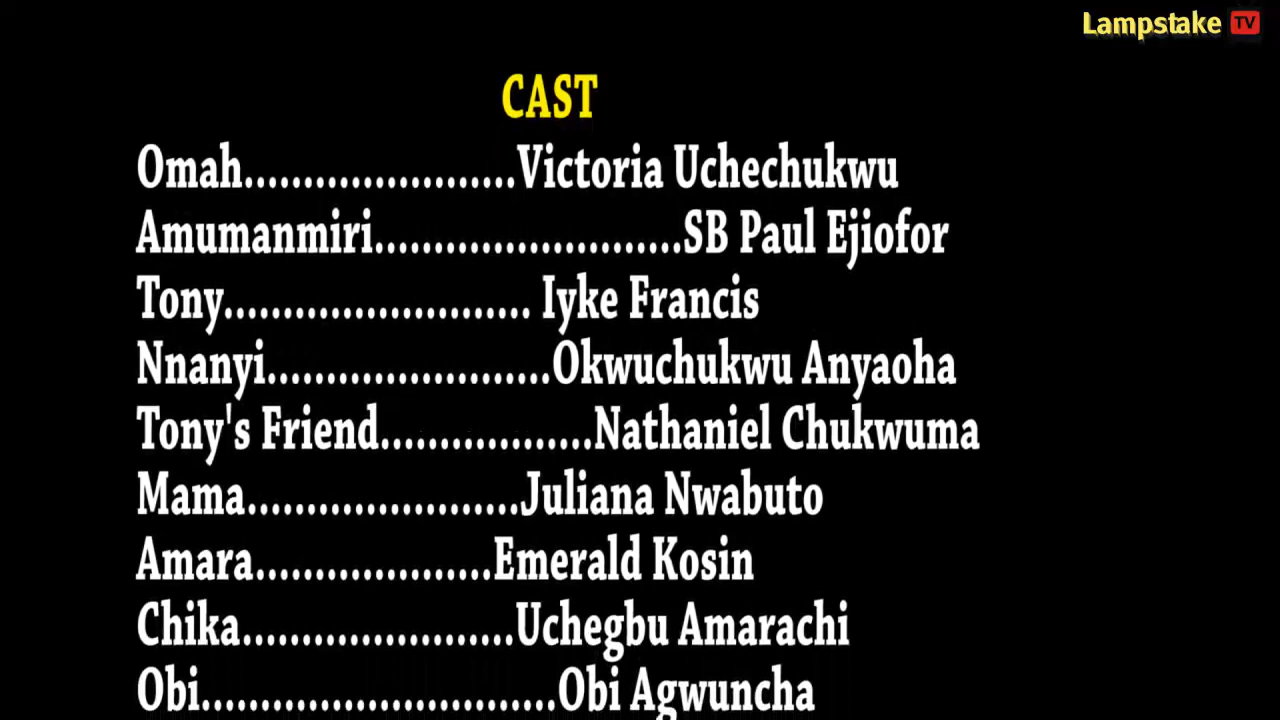 Lampstake TV
CAST
Omah.......................Victoria Uchechukwu
Amumanmiri..........................SB Paul Ejiofor
Tony.......................... Iyke Francis
Nnanyi........................Okwuchukwu Anyaoha
Tony's Friend..................Nathaniel Chukwuma
Mama.......................Juliana Nwabuto
Amara....................Emerald Kosin
Chika.......................Uchegbu Amarachi
Obi..............................Obi Agwuncha